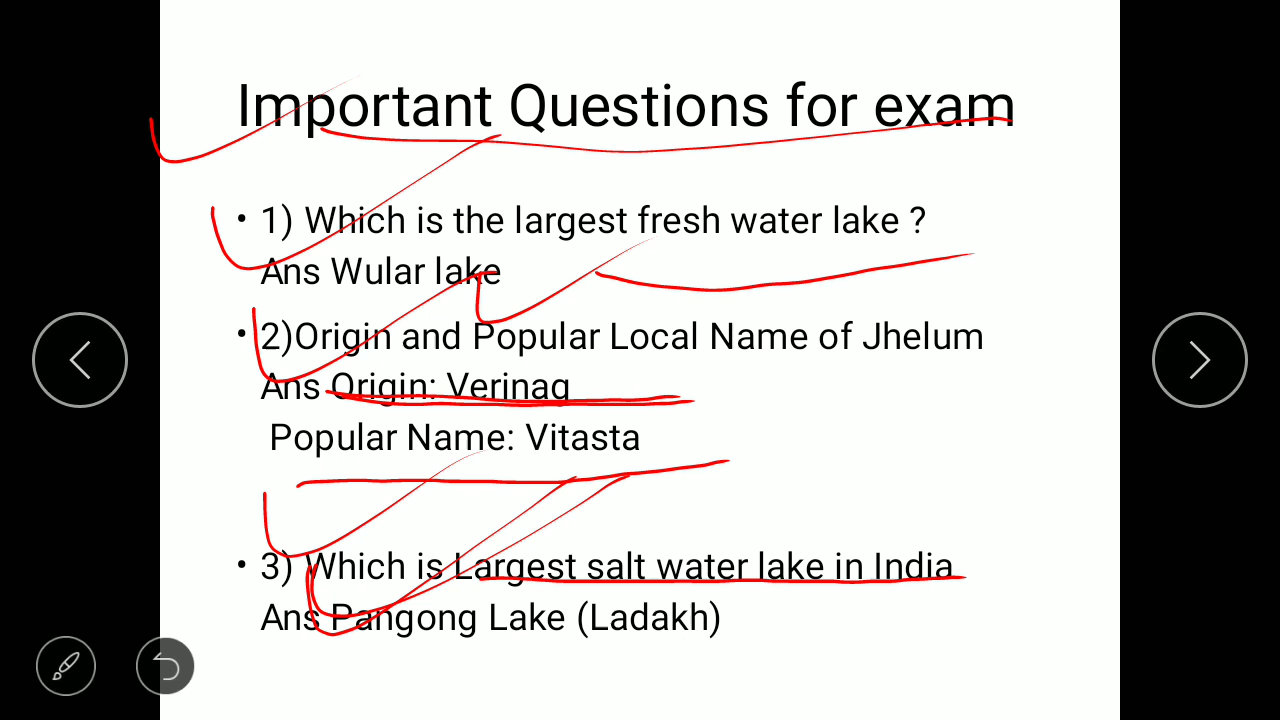 Important Questions for exam
• 1) Which is the largest fresh water lake ?
Ans Wular lake
• 2)Origin and Popular Local Name of Jhelum
Ans Origin: Verinag
Popular Name: Vitasta
• 3) Which is Largest salt water lake in India
Ans Pangong Lake (Ladakh)